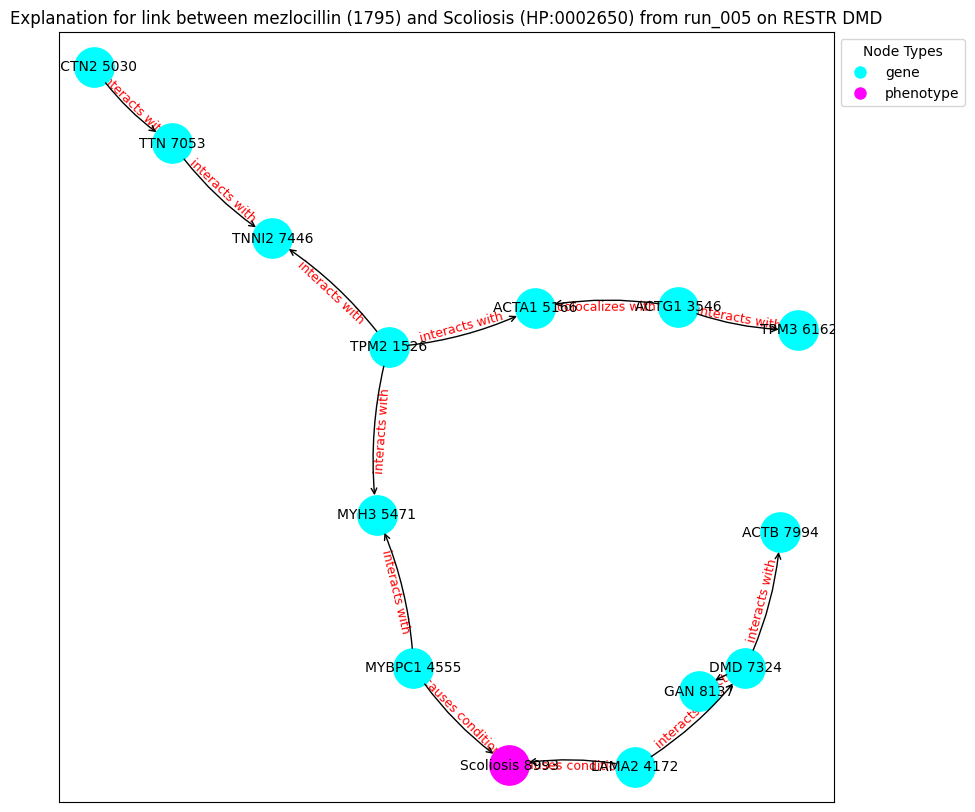 Explanation for link between mezlocillin (1795) and Scoliosis (HP:0002650) from run_005 on RESTR DMD
Node Types
gene
phenotype
CTN2 5030
interacts with
TTN 7053
interacts with
TNNI2 7446
interacts with
TPM2 1526
interacts with
ACTA1 5166
colocalizes with
ACTG1 3546
interacts with
TPM3 6162
interacts with
MYH3 5471
interacts with
MYBPC1 4555
causes condition
Scoliosis 8993
causes condition
LAMA2 4172
interacts
GAN 8137
DMD 7324
interacts with
ACTB 7994